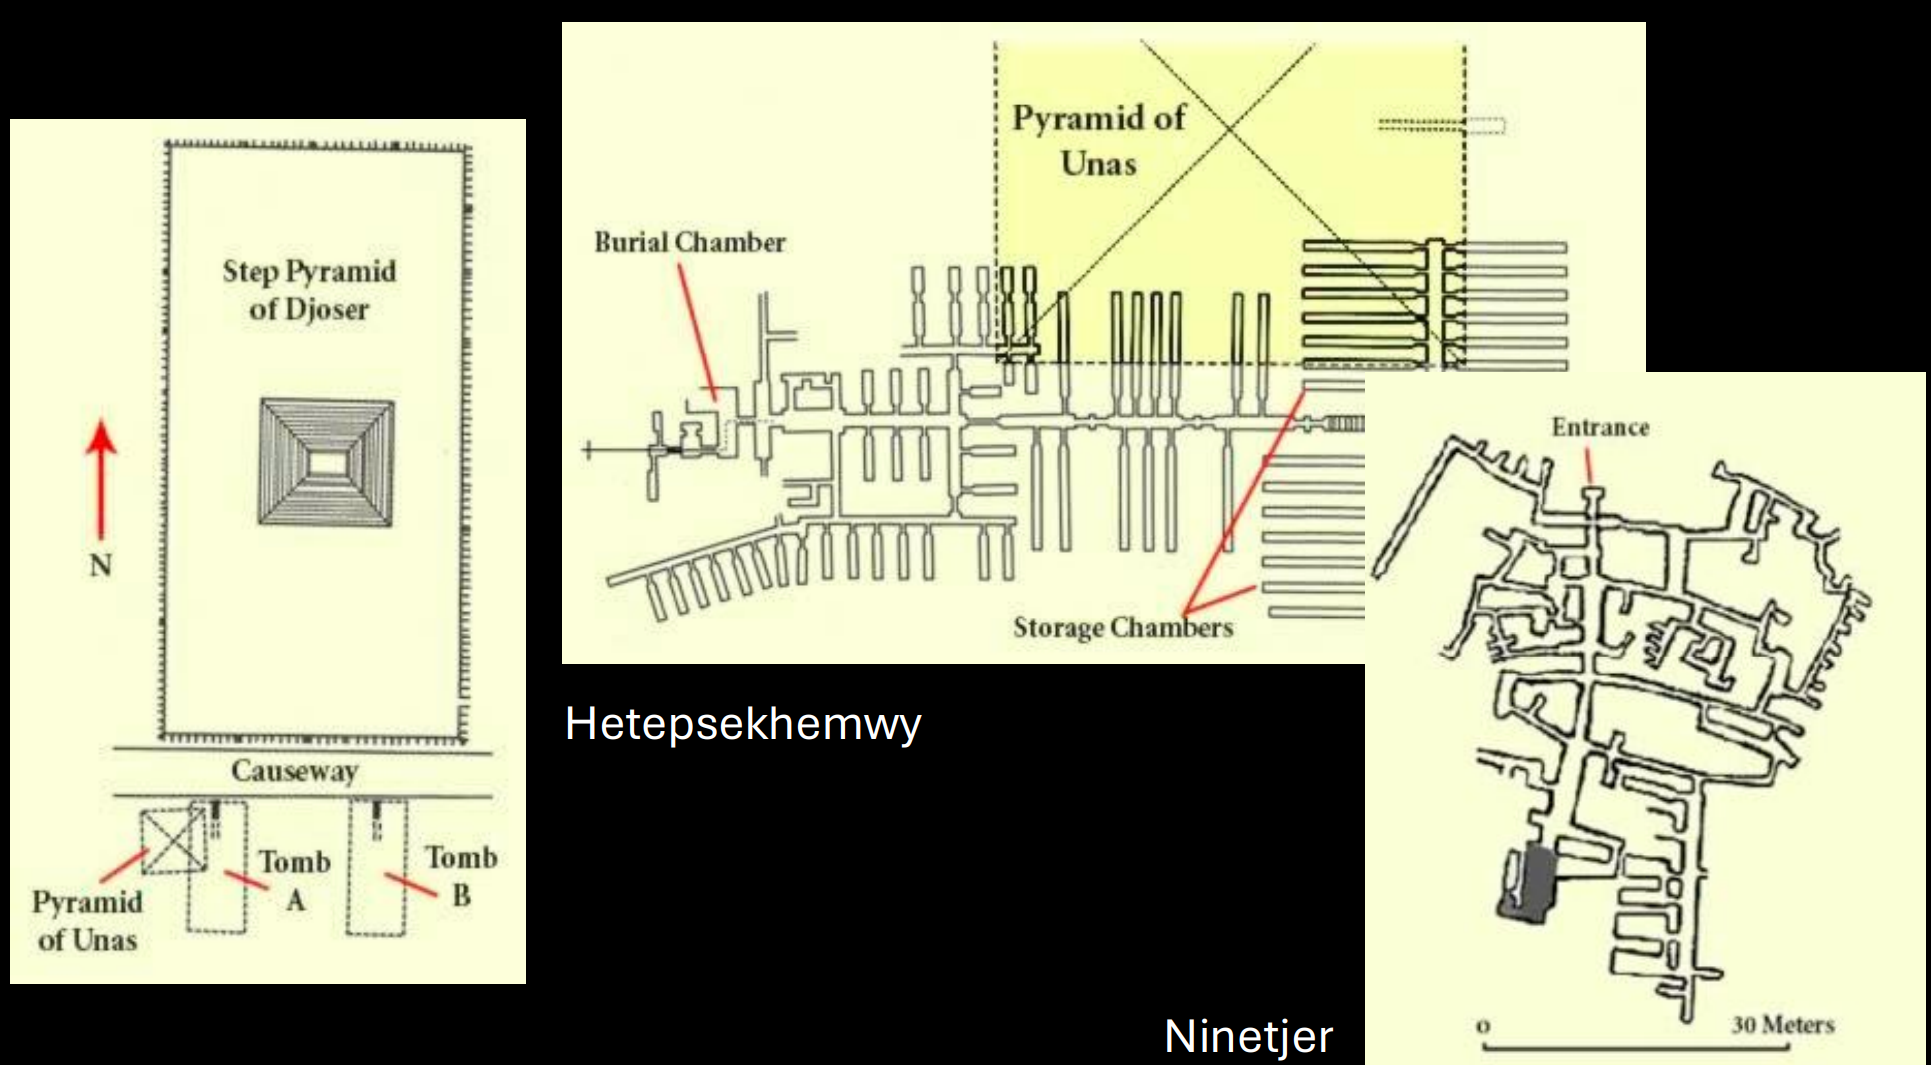 Step Pyramid
of Djoser
N
Causeway
Tomb
A
Tomb
B
Pyramid
of Unas
Pyramid of
Unas
Burial Chamber
Storage Chambers
Hetepsekhemwy
Entrance
0
30 Meters
Ninetjer